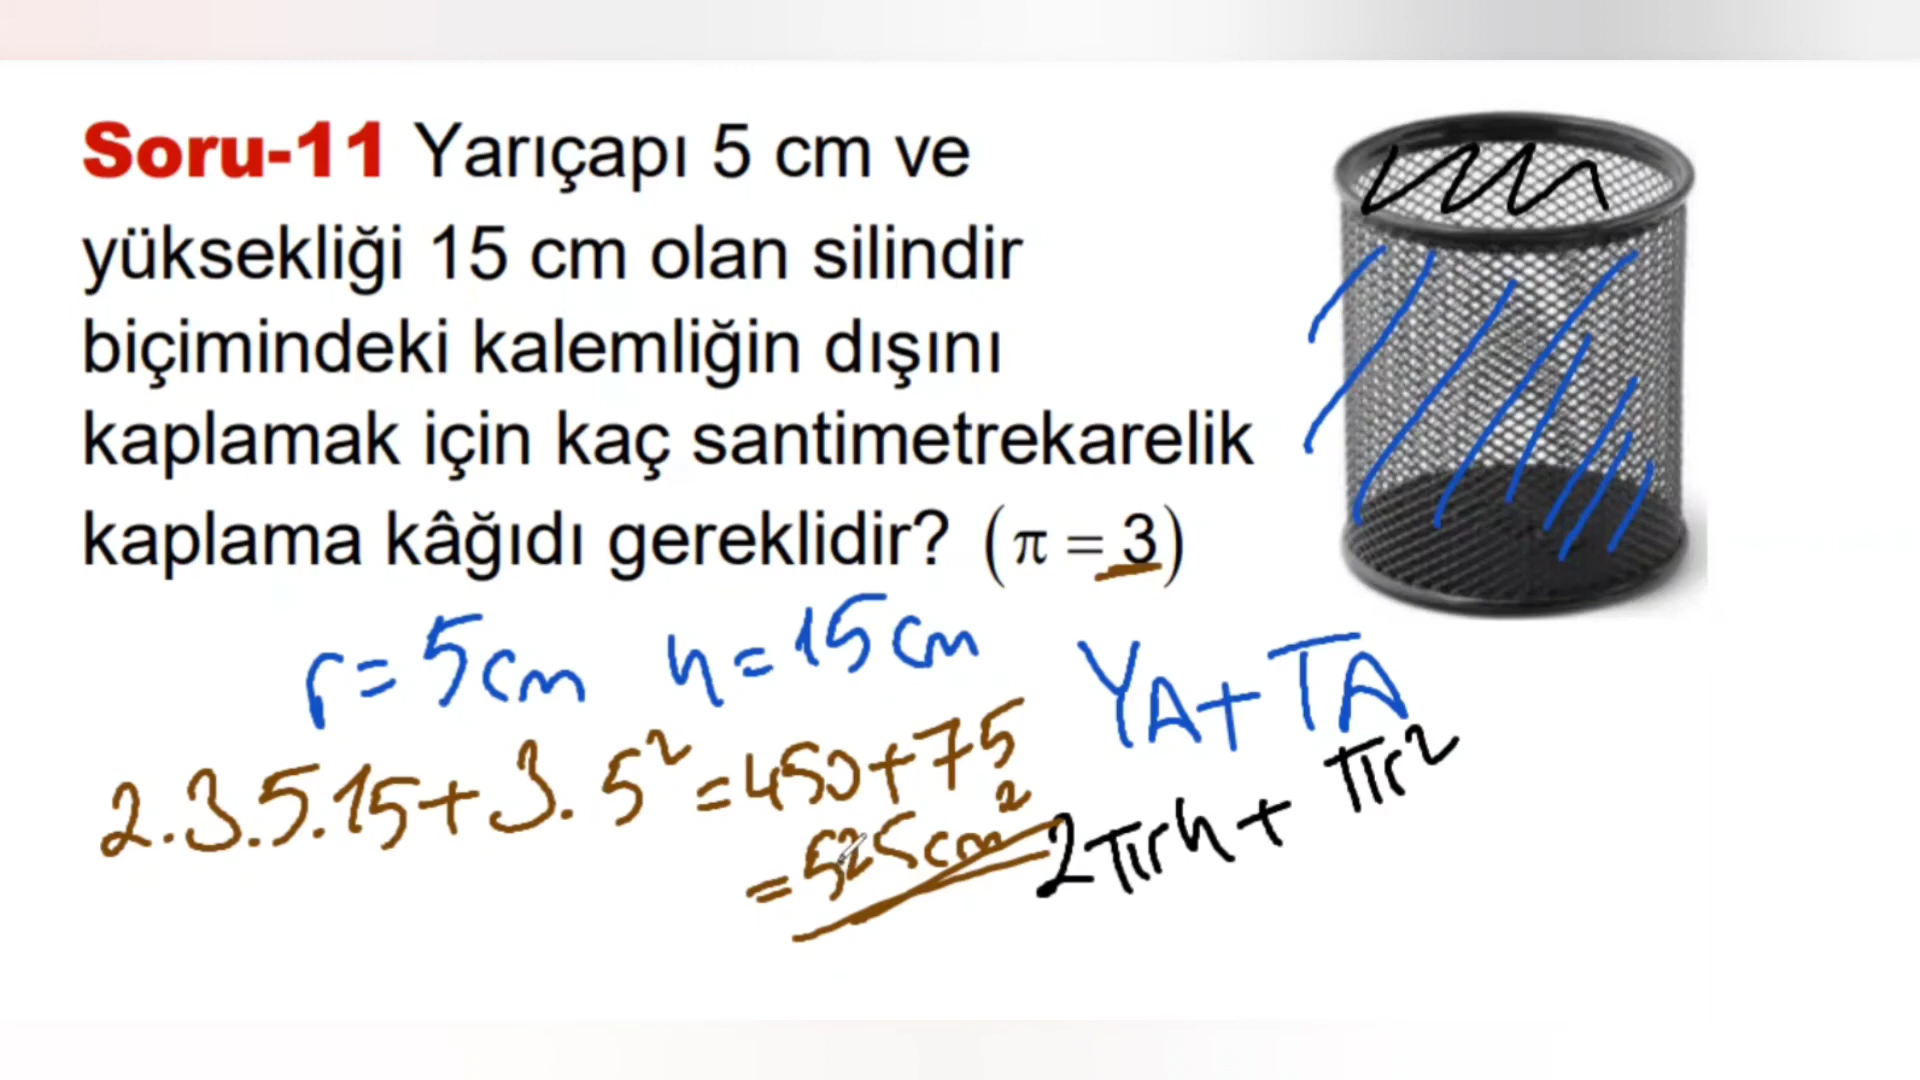 Soru-11 Yarıçapı 5 cm ve
yüksekliği 15 cm olan silindir
biçimindeki kalemliğin dışını
kaplamak için kaç santimetrekarelik
kaplama kâğıdı gereklidir? (π = 3)
r = 5cm h = 15cm YA + TA
2.3.5.15 + 3. 5² = 450 + 75
= 525cm²
2πrh + πr²